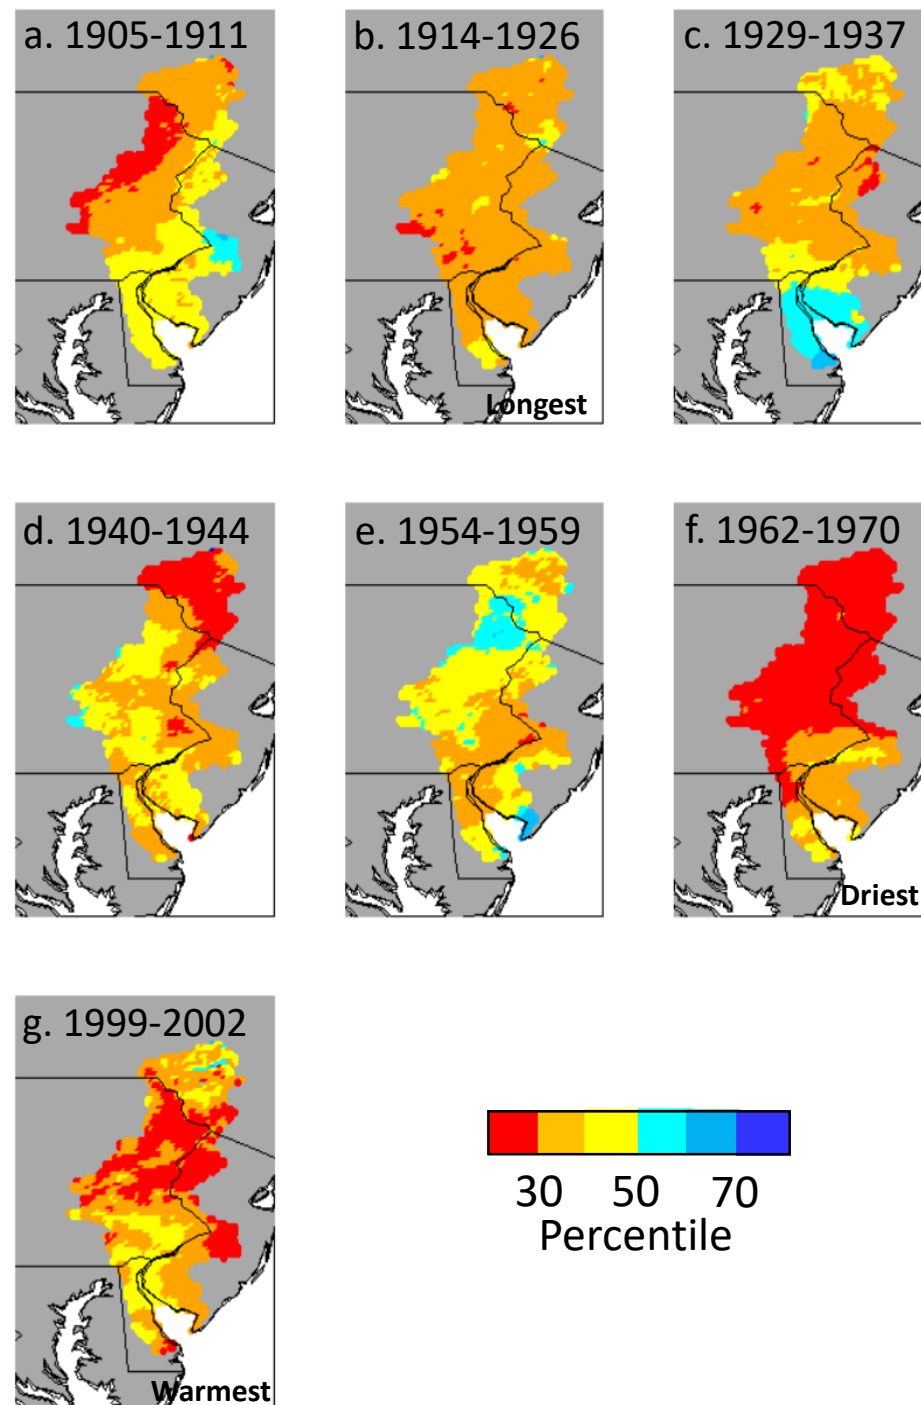 a. 1905-1911
b. 1914-1926
c. 1929-1937
Longest
d. 1940-1944
e. 1954-1959
f. 1962-1970
Driest
g. 1999-2002
30 50 70
Percentile
Warmest